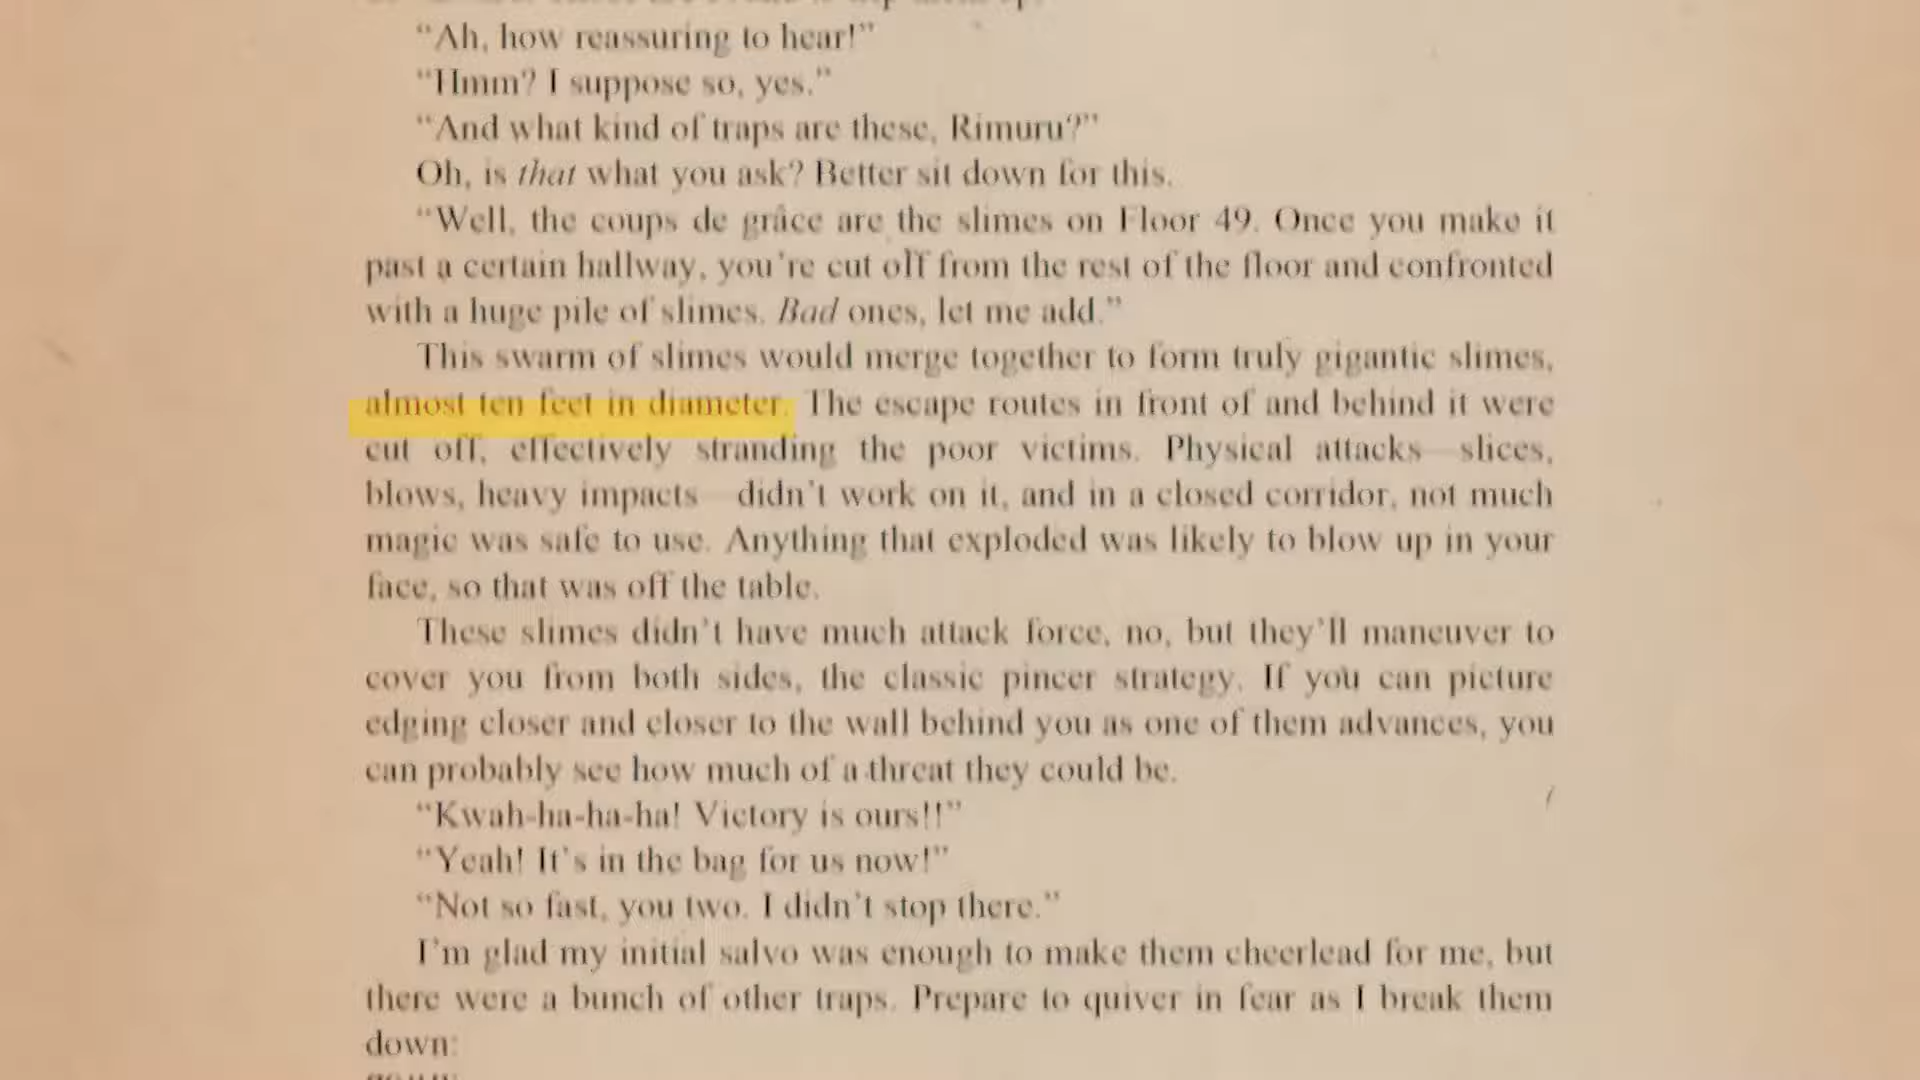 “Ah, how reassuring to hear!”
“Hmm? I suppose so, yes.”
“And what kind of traps are these, Rimuru?”
Oh, is that what you ask? Better sit down for this.
“Well, the coups de grâce are the slimes on Floor 49. Once you make it
past a certain hallway, you’re cut off from the rest of the floor and confronted
with a huge pile of slimes. Bad ones, let me add.”
This swarm of slimes would merge together to form truly gigantic slimes,
almost ten feet in diameter. The escape routes in front of and behind it were
cut off, effectively stranding the poor victims. Physical attacks—slices,
blows, heavy impacts—didn’t work on it, and in a closed corridor, not much
magic was safe to use. Anything that exploded was likely to blow up in your
face, so that was off the table.
These slimes didn’t have much attack force, no, but they’ll maneuver to
cover you from both sides, the classic pincer strategy. If you can picture
edging closer and closer to the wall behind you as one of them advances, you
can probably see how much of a threat they could be.
“Kwah-ha-ha-ha! Victory is ours!!”
“Yeah! It’s in the bag for us now!”
“Not so fast, you two. I didn’t stop there.”
I’m glad my initial salvo was enough to make them cheerlead for me, but
there were a bunch of other traps. Prepare to quiver in fear as I break them
down: